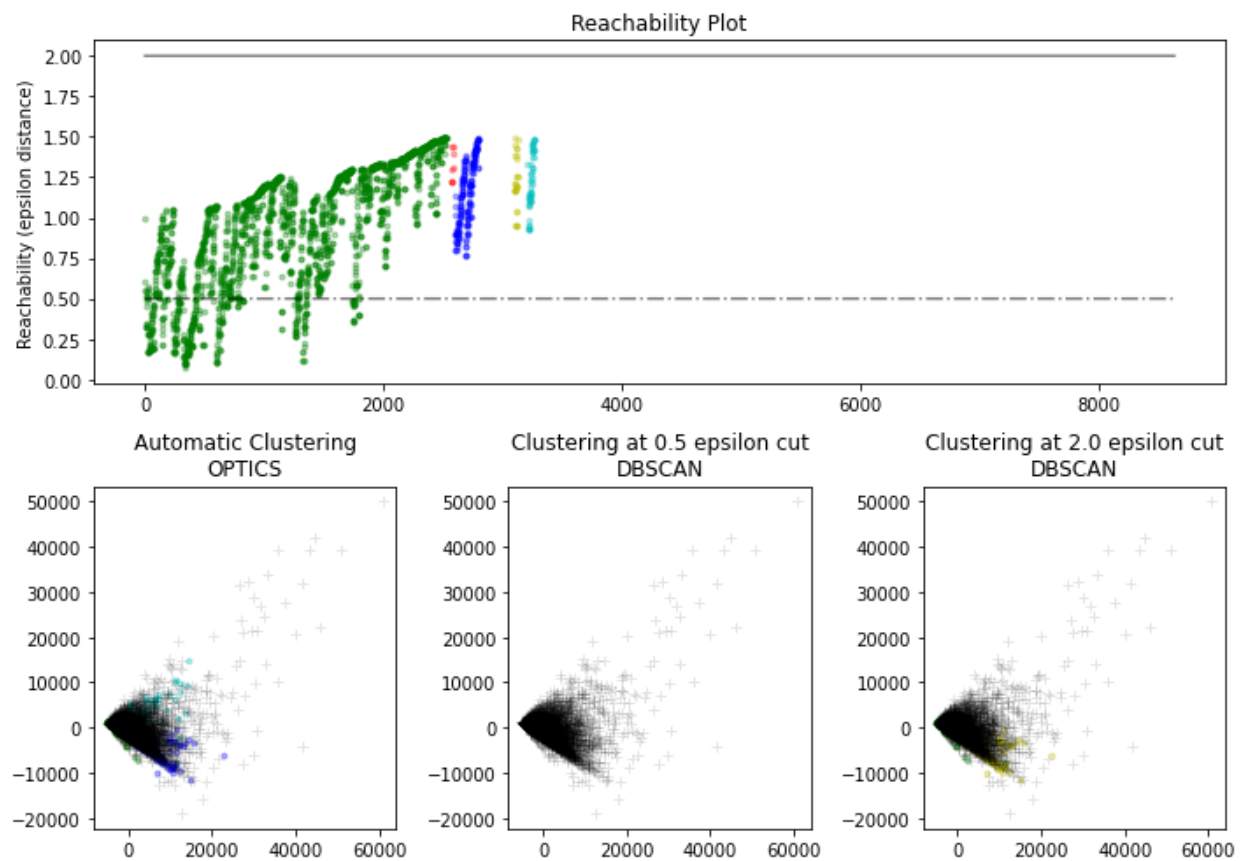 Reachability Plot
Reachability (epsilon distance)
2.00
1.75
1.50
1.25
1.00
0.75
0.50
0.25
0.00
0 2000 4000 6000 8000
Automatic Clustering
OPTICS
50000
40000
30000
20000
10000
0
−10000
−20000
0 20000 40000 60000
Clustering at 0.5 epsilon cut
DBSCAN
50000
40000
30000
20000
10000
0
−10000
−20000
0 20000 40000 60000
Clustering at 2.0 epsilon cut
DBSCAN
50000
40000
30000
20000
10000
0
−10000
−20000
0 20000 40000 60000